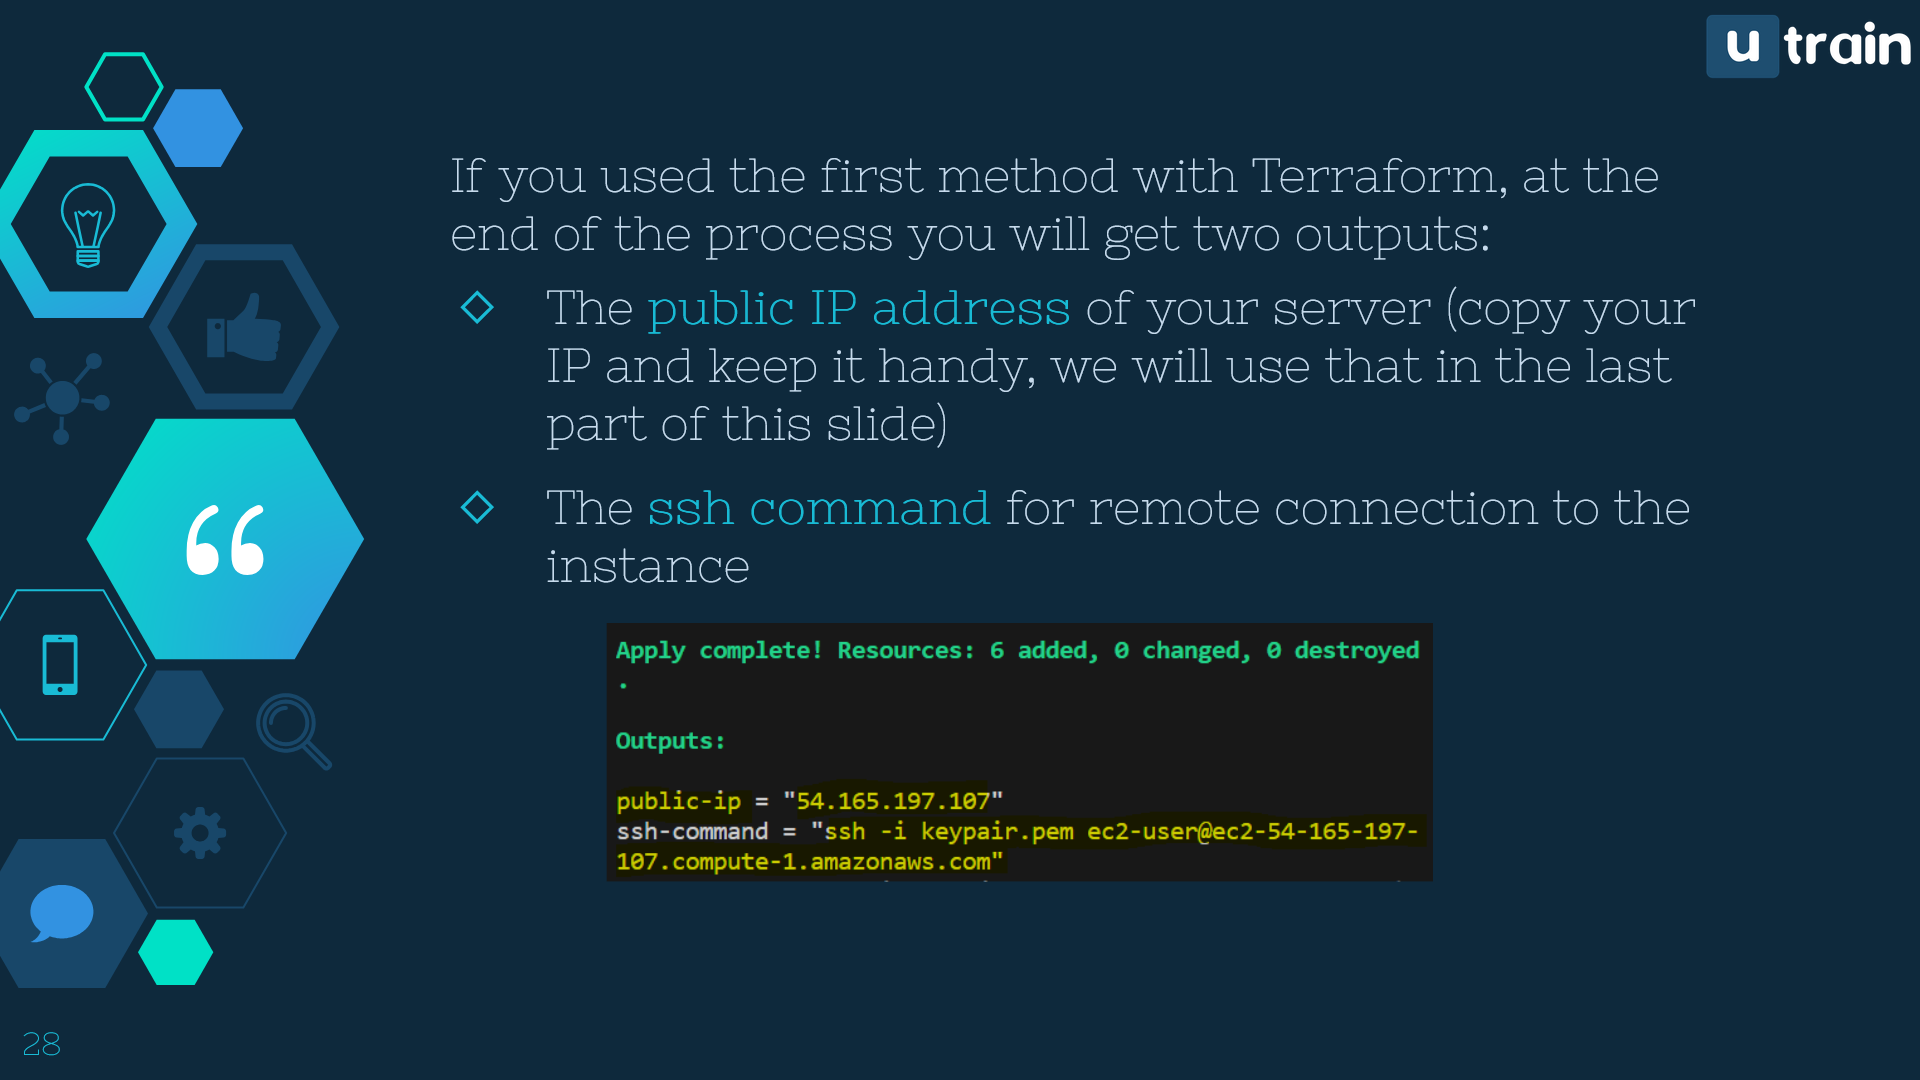 u train
If you used the first method with Terraform, at the
end of the process you will get two outputs:
The public IP address of your server (copy your
IP and keep it handy, we will use that in the last
part of this slide)
The ssh command for remote connection to the
instance
Apply complete! Resources: 6 added, 0 changed, 0 destroyed
.
Outputs:
public-ip = "54.165.197.107"
ssh-command = "ssh -i keypair.pem ec2-user@ec2-54-165-197-
107.compute-1.amazonaws.com"
28